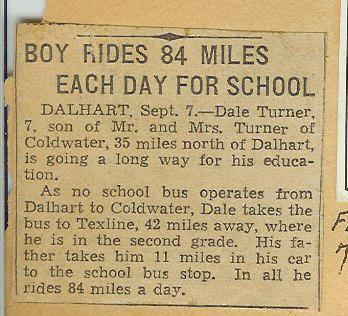 BOY RIDES 84 MILES
EACH DAY FOR SCHOOL
DALHART, Sept. 7.—Dale Turner,
7, son of Mr. and Mrs. Turner of
Coldwater, 35 miles north of Dalhart,
is going a long way for his educa-
tion.
As no school bus operates from
Dalhart to Coldwater, Dale takes the
bus to Texline, 42 miles away, where
he is in the second grade. His fa-
ther takes him 11 miles in his car
to the school bus stop. In all he
rides 84 miles a day.